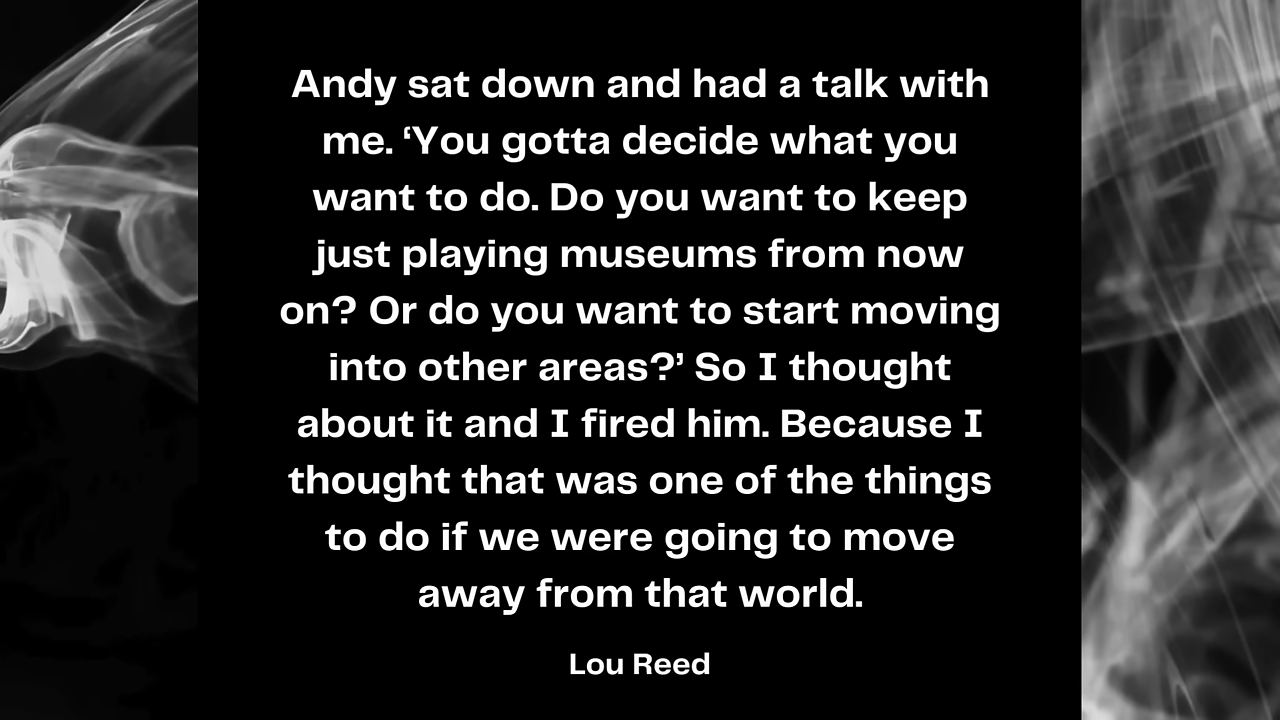 Andy sat down and had a talk with
me. ‘You gotta decide what you
want to do. Do you want to keep
just playing museums from now
on? Or do you want to start moving
into other areas?’ So I thought
about it and I fired him. Because I
thought that was one of the things
to do if we were going to move
away from that world.
Lou Reed